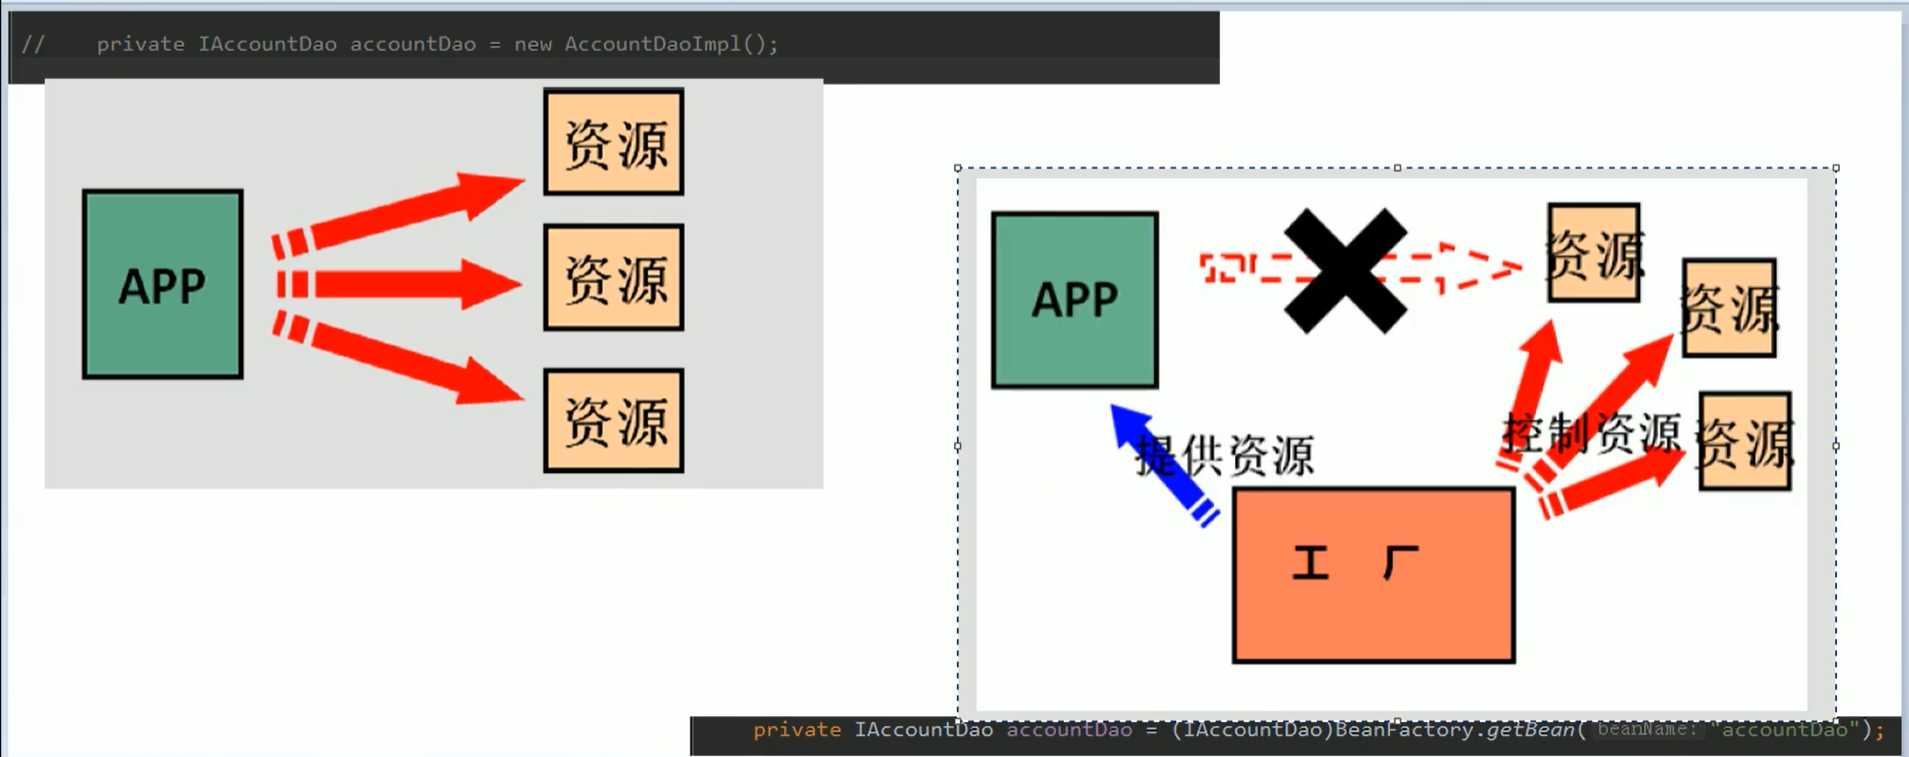 //    private IAccountDao accountDao = new AccountDaoImpl();
APP
资源
资源
资源
APP
资源
资源
资源
提供资源
控制资源
工 厂
private IAccountDao accountDao = (IAccountDao)BeanFactory.getBean( beanName: "accountDao");